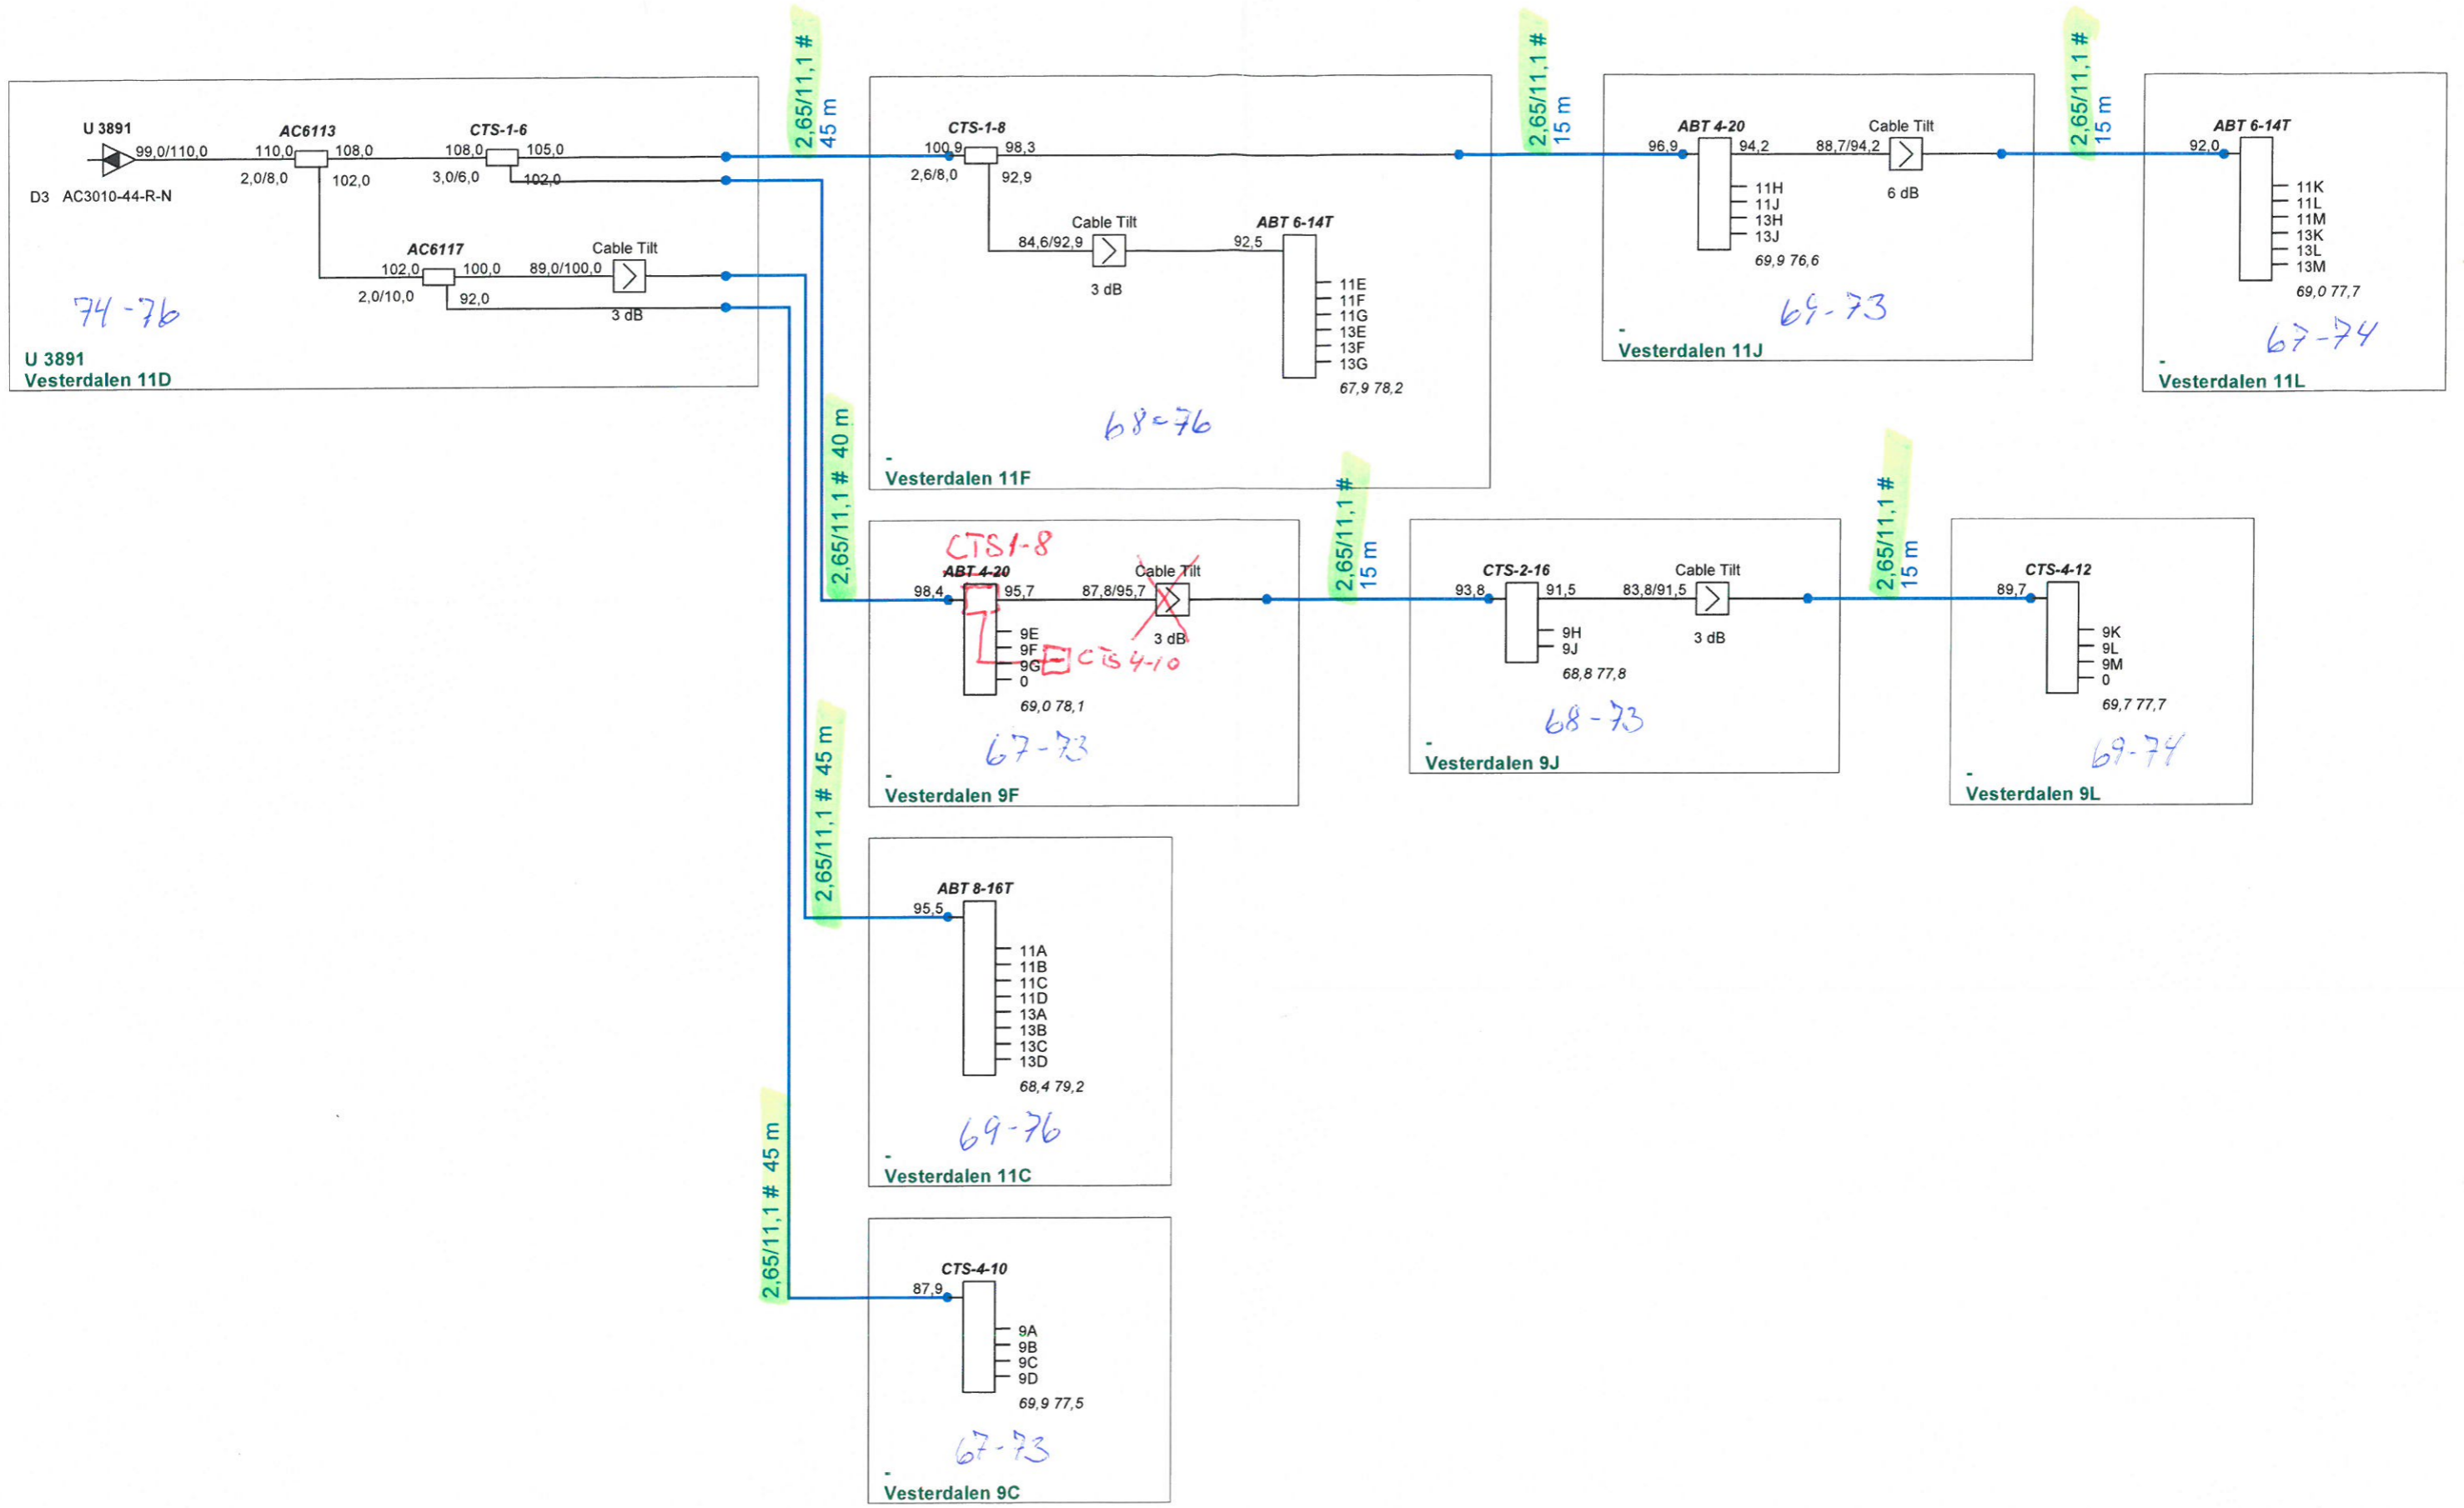 U 3891
99,0/110,0
D3 AC3010-44-R-N
AC6113
110,0 108,0
2,0/8,0 102,0
CTS-1-6
108,0 105,0
3,0/6,0 102,0
AC6117
102,0 100,0
2,0/10,0 92,0
89,0/100,0
Cable Tilt
3 dB
74-76
U 3891
Vesterdalen 11D
2,65/11,1 #
45 m
CTS-1-8
100,9 98,3
2,6/8,0 92,9
84,6/92,9
Cable Tilt
3 dB
ABT 6-14T
92,5
11E
11F
11G
13E
13F
13G
67,9 78,2
68-76
-
Vesterdalen 11F
2,65/11,1 #
15 m
ABT 4-20
96,9 94,2
11H
11J
13H
13J
69,9 76,6
88,7/94,2
Cable Tilt
6 dB
69-73
-
Vesterdalen 11J
2,65/11,1 #
15 m
ABT 6-14T
92,0
11K
11L
11M
13K
13L
13M
69,0 77,7
67-74
-
Vesterdalen 11L
2,65/11,1 # 40 m
CTS1-8
ABT 4-20
98,4 95,7
9E
9F
9G
0
CTS 4-10
69,0 78,1
87,8/95,7
Cable Tilt
3 dB
67-73
-
Vesterdalen 9F
2,65/11,1 #
15 m
CTS-2-16
93,8 91,5
9H
9J
68,8 77,8
83,8/91,5
Cable Tilt
3 dB
68-73
-
Vesterdalen 9J
2,65/11,1 #
15 m
CTS-4-12
89,7
9K
9L
9M
0
69,7 77,7
69-74
-
Vesterdalen 9L
2,65/11,1 # 45 m
ABT 8-16T
95,5
11A
11B
11C
11D
13A
13B
13C
13D
68,4 79,2
69-76
-
Vesterdalen 11C
2,65/11,1 # 45 m
CTS-4-10
87,9
9A
9B
9C
9D
69,9 77,5
67-73
-
Vesterdalen 9C